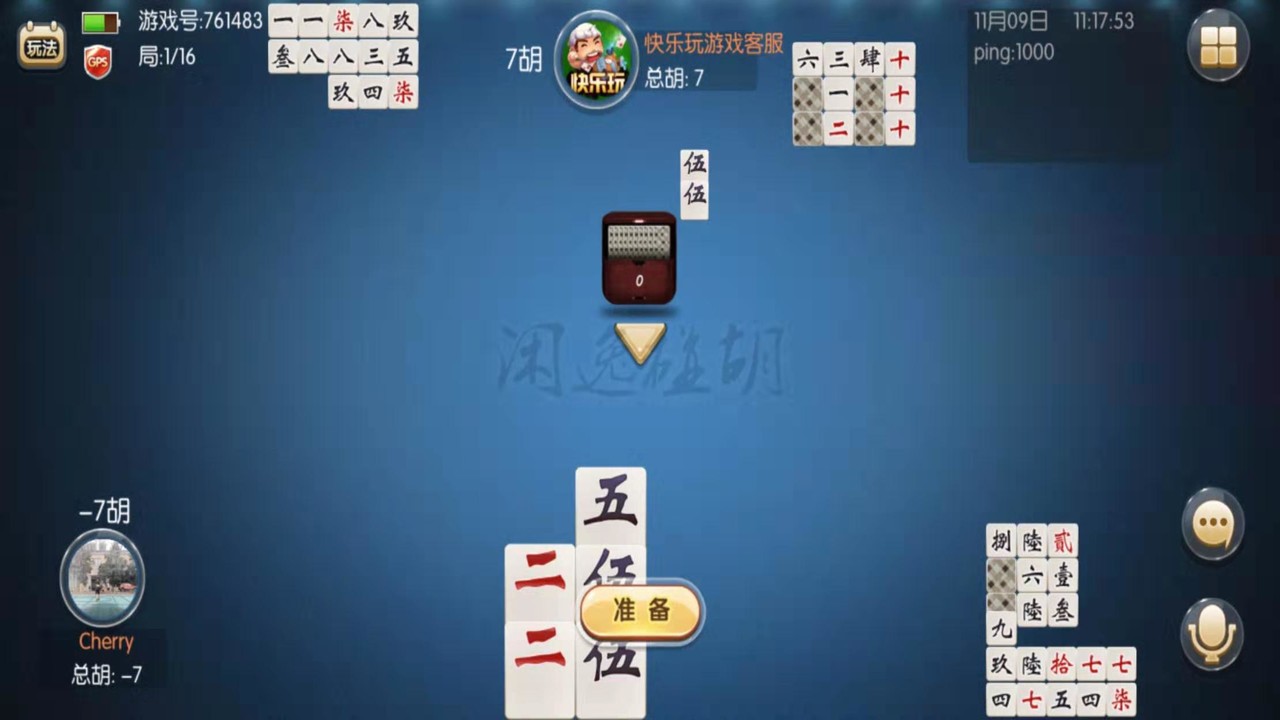 玩法
GPS
游戏号:761483
局:1/16
一一柒八玖
叁八八三五
玖四柒
7胡
快乐玩
快乐玩游戏客服
总胡: 7
六三肆十
一十
二十
11月09日 11:17:53
ping:1000
伍
伍
0
闲逸碰胡
-7胡
Cherry
总胡: -7
五
二伍
二伍
准备
捌陆贰
六壹
陆叁
九
玖陆拾七七
四七五四柒